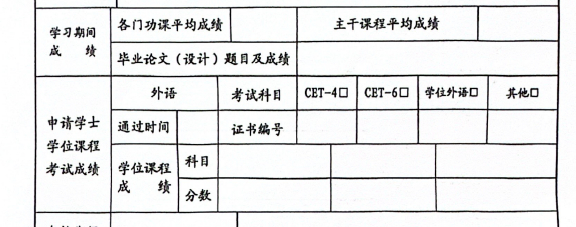 学习期间
成 绩
各门功课平均成绩
主干课程平均成绩
毕业论文（设计）题目及成绩
申请学士
学位课程
考试成绩
外语
考试科目
CET-4□
CET-6□
学位外语□
其他□
通过时间
证书编号
学位课程
成 绩
科目
分数